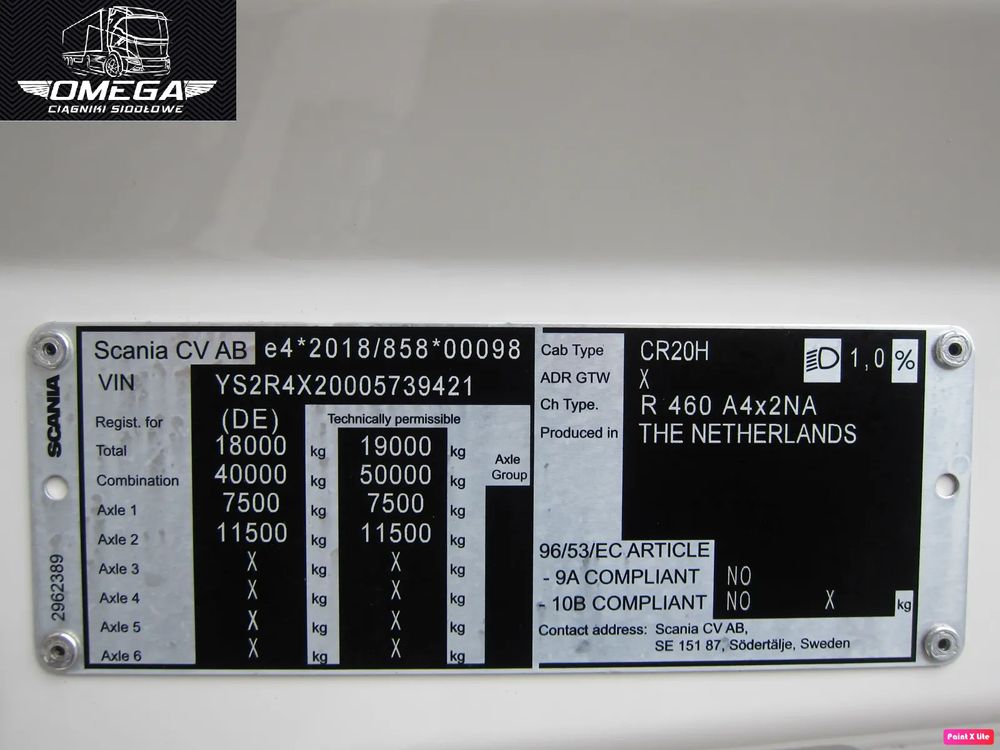 OMEGA
CIĄGNIKI SIODŁOWE
Scania CV AB e4*2018/858*00098
VIN YS2R4X20005739421
Regist. for (DE) Technically permissible
Total 18000 kg 19000 kg
Combination 40000 kg 50000 kg
Axle Group
Axle 1 7500 kg 7500 kg
Axle 2 11500 kg 11500 kg
Axle 3 X kg X kg
Axle 4 X kg X kg
Axle 5 X kg X kg
Axle 6 X kg X kg
Cab Type CR20H 1,0 %
ADR GTW X
Ch Type. R 460 A4x2NA
Produced in THE NETHERLANDS
96/53/EC ARTICLE
- 9A COMPLIANT NO
- 10B COMPLIANT NO X kg
Contact address: Scania CV AB,
SE 151 87, Södertälje, Sweden
SCANIA
2962389
Paint X Lite